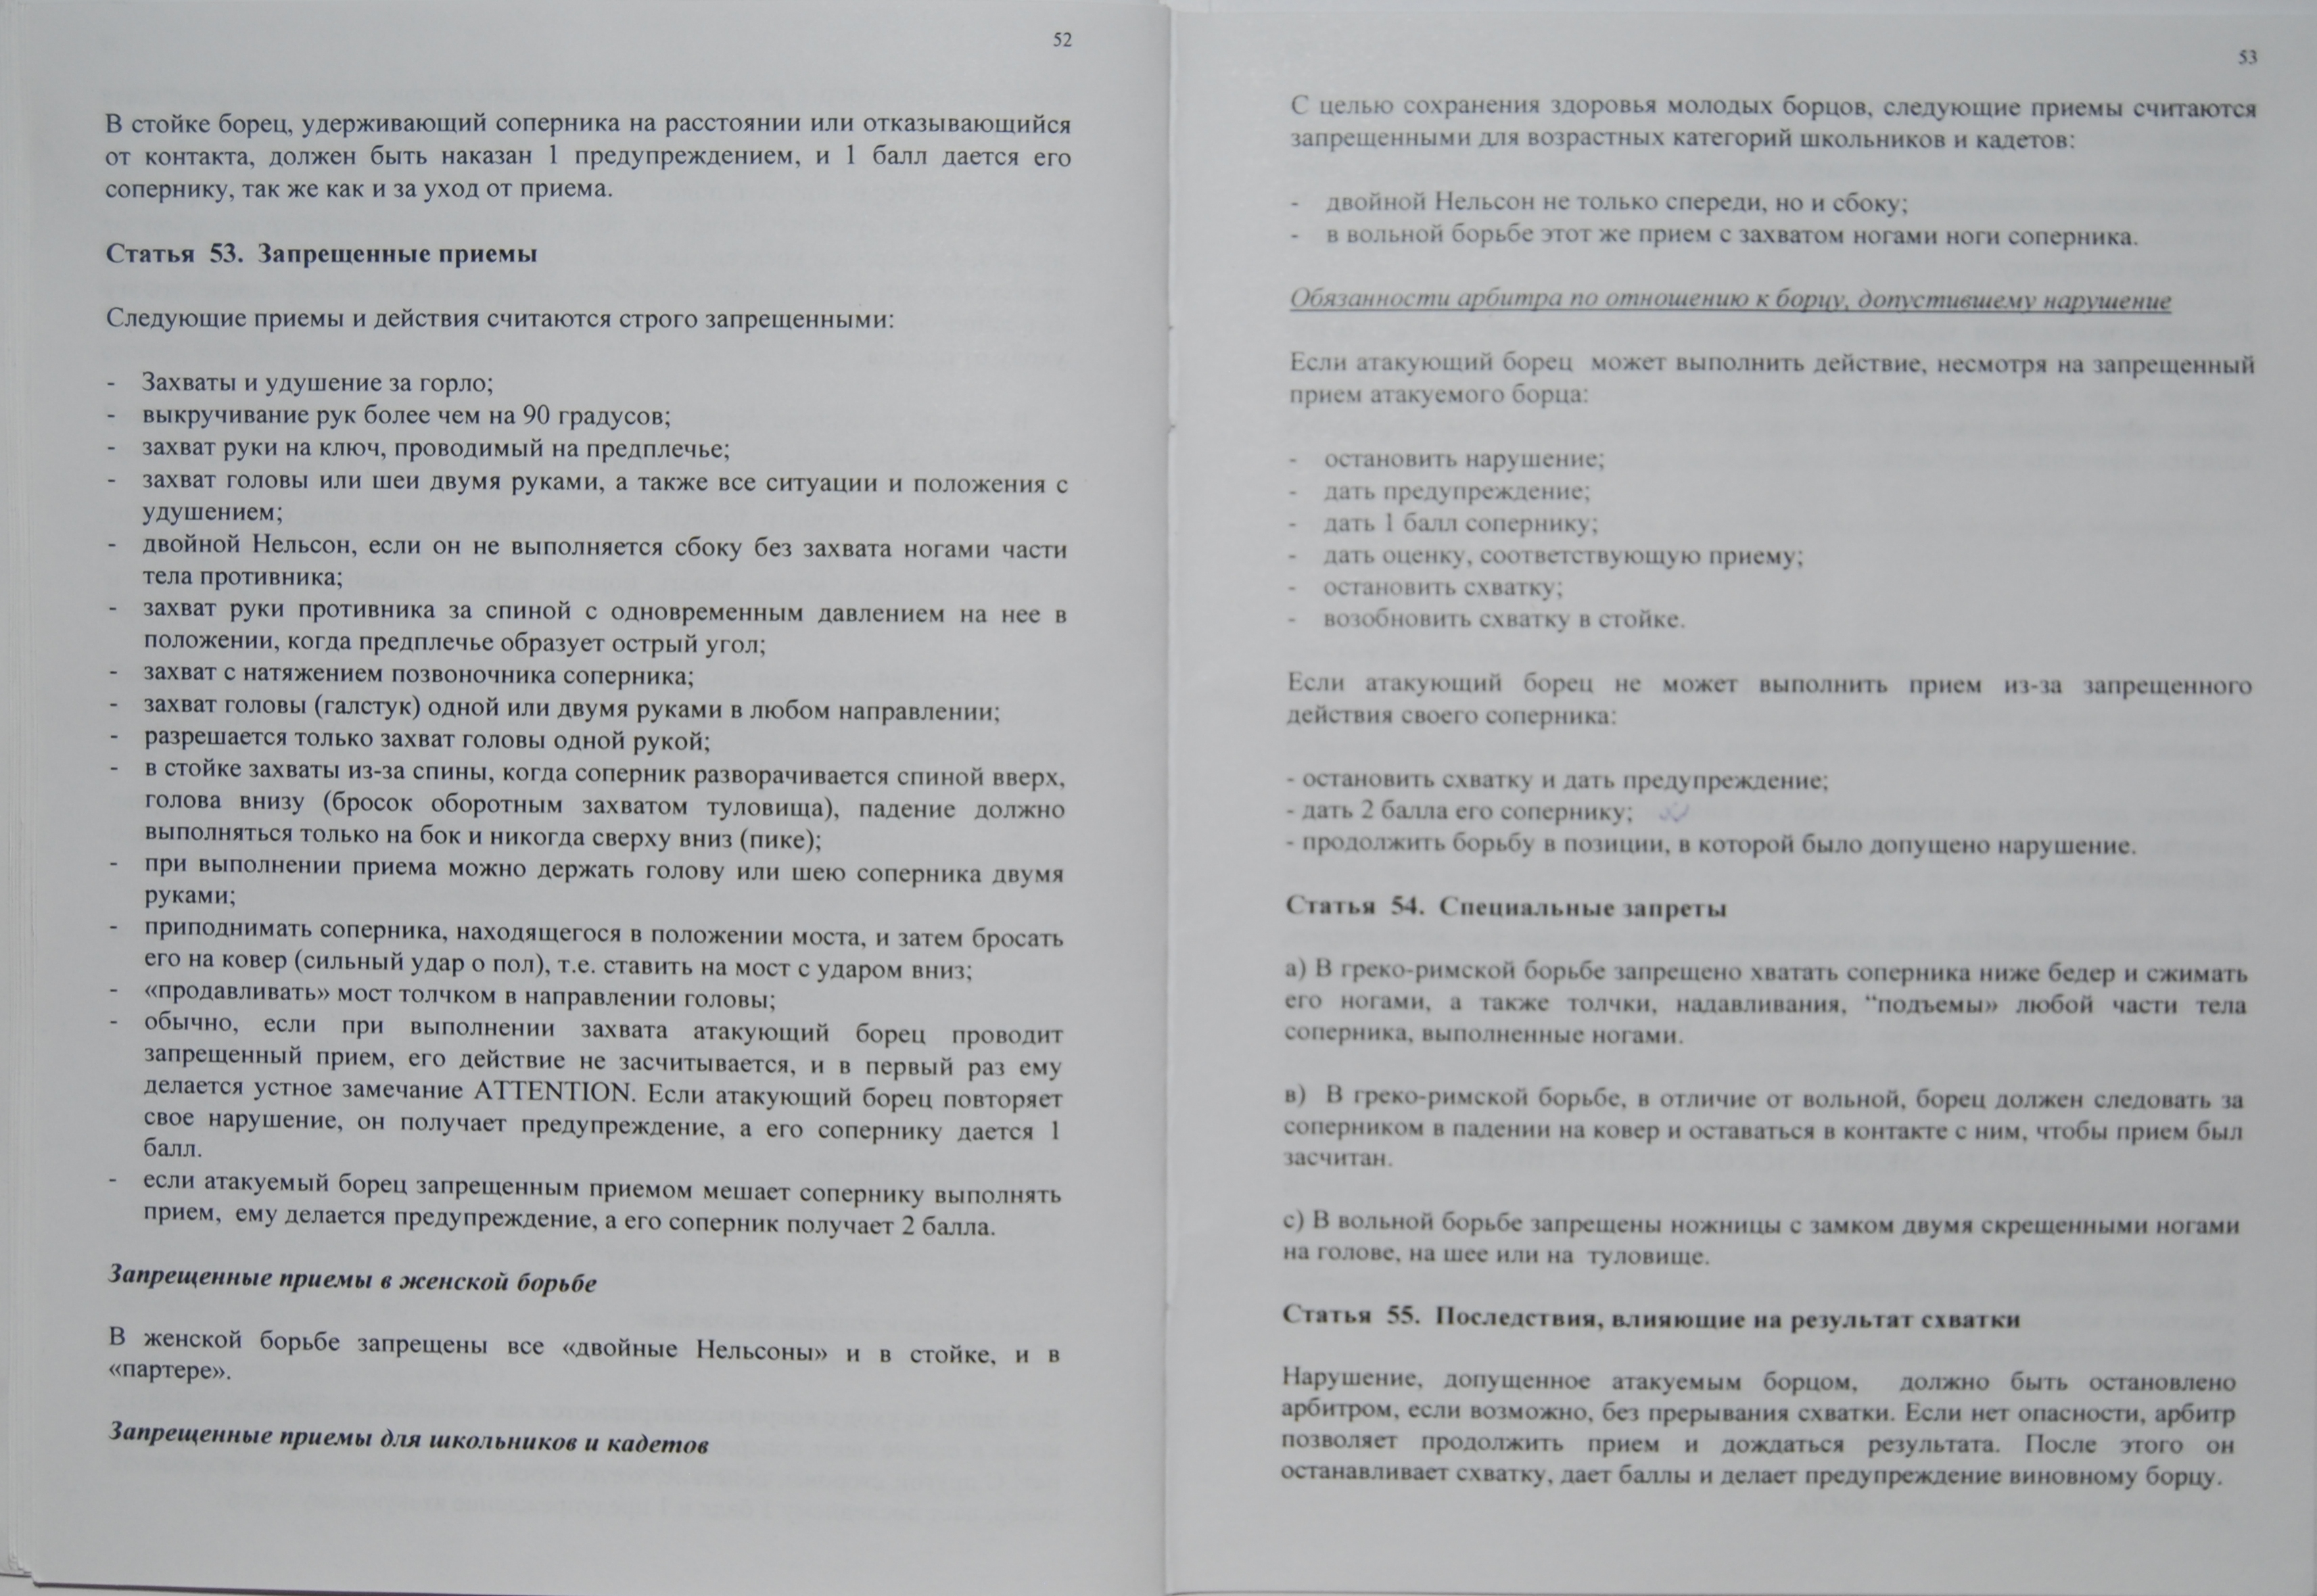 52
В стойке борец, удерживающий соперника на расстоянии или отказывающийся
от контакта, должен быть наказан 1 предупреждением, и 1 балл дается его
сопернику, так же как и за уход от приема.
Статья 53. Запрещенные приемы
Следующие приемы и действия считаются строго запрещенными:
- Захваты и удушение за горло;
- выкручивание рук более чем на 90 градусов;
- захват руки на ключ, проводимый на предплечье;
- захват головы или шеи двумя руками, а также все ситуации и положения с
удушением;
- двойной Нельсон, если он не выполняется сбоку без захвата ногами части
тела противника;
- захват руки противника за спиной с одновременным давлением на нее в
положении, когда предплечье образует острый угол;
- захват с натяжением позвоночника соперника;
- захват головы (галстук) одной или двумя руками в любом направлении;
- разрешается только захват головы одной рукой;
- в стойке захваты из-за спины, когда соперник разворачивается спиной вверх,
голова внизу (бросок оборотным захватом туловища), падение должно
выполняться только на бок и никогда сверху вниз (пике);
- при выполнении приема можно держать голову или шею соперника двумя
руками;
- приподнимать соперника, находящегося в положении моста, и затем бросать
его на ковер (сильный удар о пол), т.е. ставить на мост с ударом вниз;
- «продавливать» мост толчком в направлении головы;
- обычно, если при выполнении захвата атакующий борец проводит
запрещенный прием, его действие не засчитывается, и в первый раз ему
делается устное замечание ATTENTION. Если атакующий борец повторяет
свое нарушение, он получает предупреждение, а его сопернику дается 1
балл.
- если атакуемый борец запрещенным приемом мешает сопернику выполнять
прием, ему делается предупреждение, а его соперник получает 2 балла.
Запрещенные приемы в женской борьбе
В женской борьбе запрещены все «двойные Нельсоны» и в стойке, и в
«партере».
Запрещенные приемы для школьников и кадетов
53
С целью сохранения здоровья молодых борцов, следующие приемы считаются
запрещенными для возрастных категорий школьников и кадетов:
- двойной Нельсон не только спереди, но и сбоку;
- в вольной борьбе этот же прием с захватом ногами ноги соперника.
Обязанности арбитра по отношению к борцу, допустившему нарушение
Если атакующий борец может выполнить действие, несмотря на запрещенный
прием атакуемого борца:
- остановить нарушение;
- дать предупреждение;
- дать 1 балл сопернику;
- дать оценку, соответствующую приему;
- остановить схватку;
- возобновить схватку в стойке.
Если атакующий борец не может выполнить прием из-за запрещенного
действия своего соперника:
- остановить схватку и дать предупреждение;
- дать 2 балла его сопернику;
- продолжить борьбу в позиции, в которой было допущено нарушение.
Статья 54. Специальные запреты
а) В греко-римской борьбе запрещено хватать соперника ниже бедер и сжимать
его ногами, а также толчки, надавливания, “подъемы» любой части тела
соперника, выполненные ногами.
в) В греко-римской борьбе, в отличие от вольной, борец должен следовать за
соперником в падении на ковер и оставаться в контакте с ним, чтобы прием был
засчитан.
с) В вольной борьбе запрещены ножницы с замком двумя скрещенными ногами
на голове, на шее или на туловище.
Статья 55. Последствия, влияющие на результат схватки
Нарушение, допущенное атакуемым борцом, должно быть остановлено
арбитром, если возможно, без прерывания схватки. Если нет опасности, арбитр
позволяет продолжить прием и дождаться результата. После этого он
останавливает схватку, дает баллы и делает предупреждение виновному борцу.